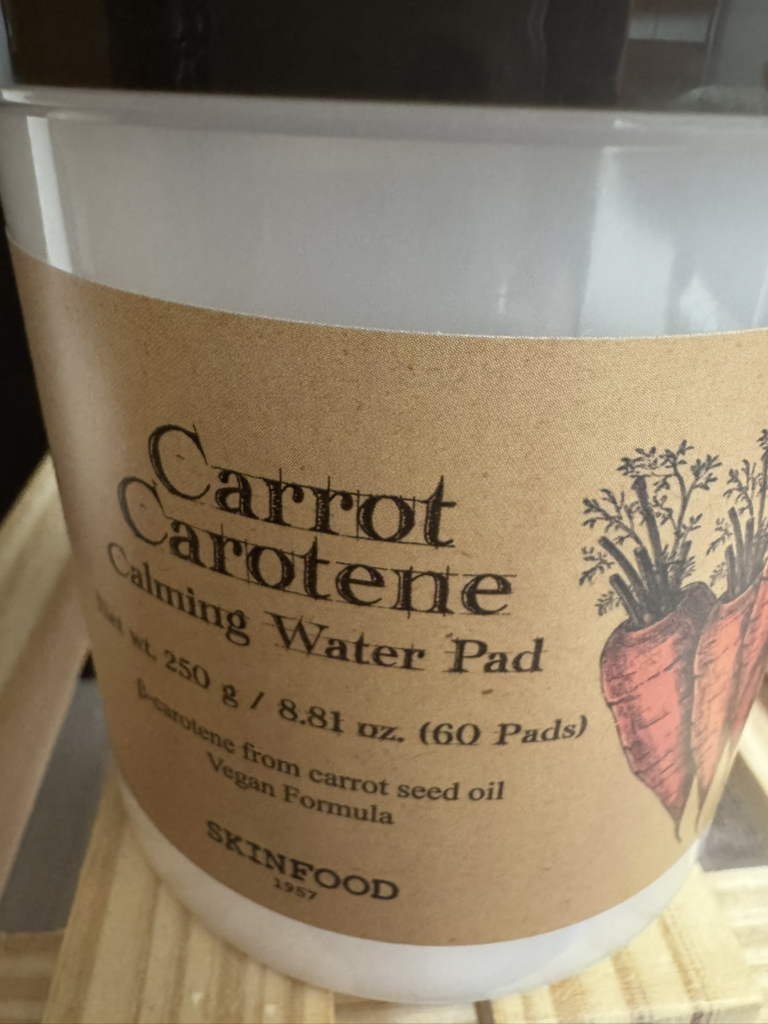 Carrot
Carotene
Calming Water Pad
Net wt. 250 g / 8.81 oz. (60 Pads)
β-carotene from carrot seed oil
Vegan Formula
SKINFOOD
1957